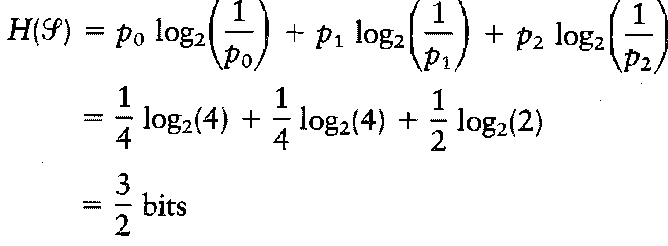 H(𝒮) = p₀ log₂(1/p₀) + p₁ log₂(1/p₁) + p₂ log₂(1/p₂)
= 1/4 log₂(4) + 1/4 log₂(4) + 1/2 log₂(2)
= 3/2 bits